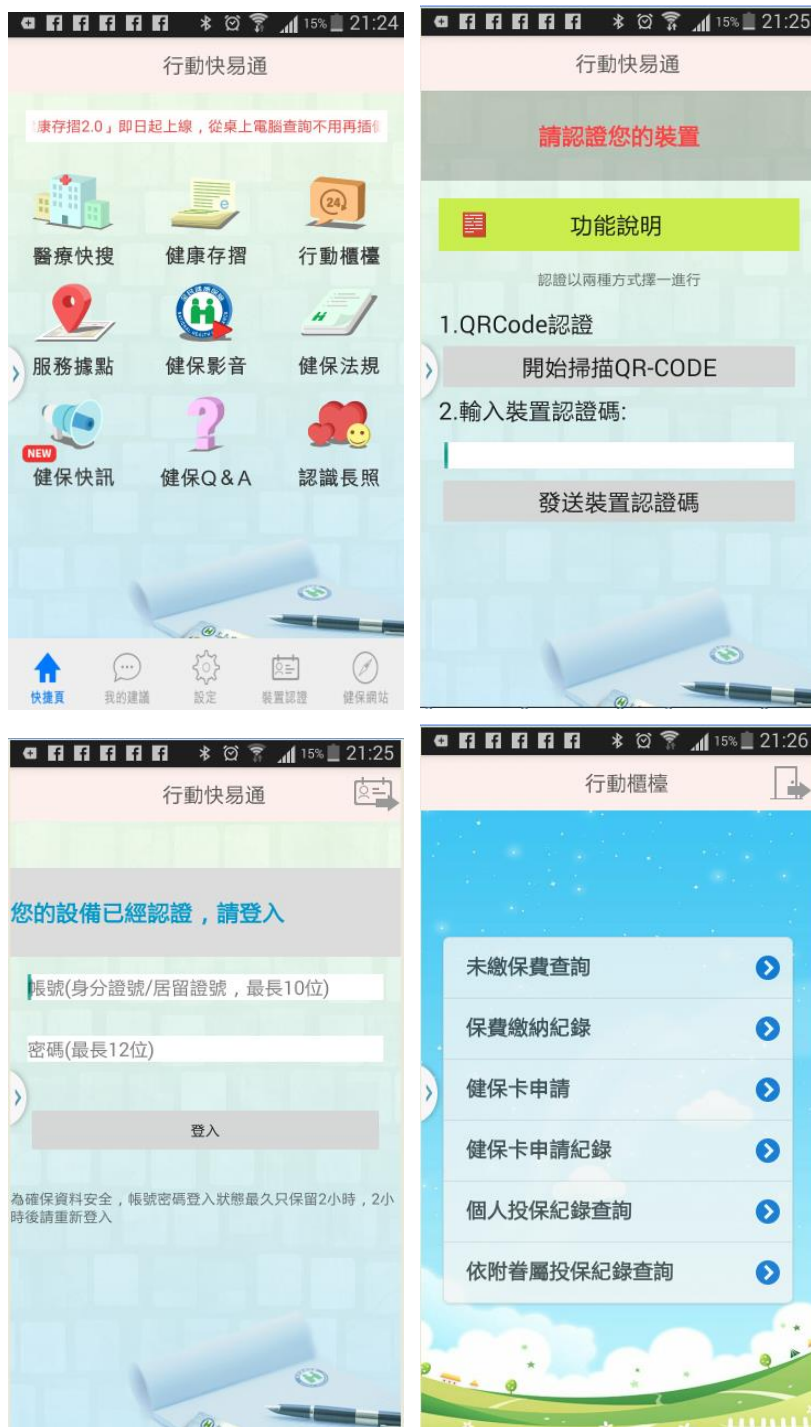 15% 21:24
行動快易通
康存摺2.0」即日起上線，從桌上電腦查詢不用再插
醫療快搜
健康存摺
行動櫃檯
服務據點
健保影音
健保法規
NEW
健保快訊
健保Q&A
認識長照
快捷頁
我的建議
設定
裝置認證
健保網站
15% 21:25
行動快易通
請認證您的裝置
功能說明
認證以兩種方式擇一進行
1.QRCode認證
開始掃描QR-CODE
2.輸入裝置認證碼:
發送裝置認證碼
15% 21:25
行動快易通
您的設備已經認證，請登入
帳號(身分證號/居留證號，最長10位)
密碼(最長12位)
登入
為確保資料安全，帳號密碼登入狀態最久只保留2小時，2小
時後請重新登入
15% 21:26
行動櫃檯
未繳保費查詢
保費繳納紀錄
健保卡申請
健保卡申請紀錄
個人投保紀錄查詢
依附眷屬投保紀錄查詢